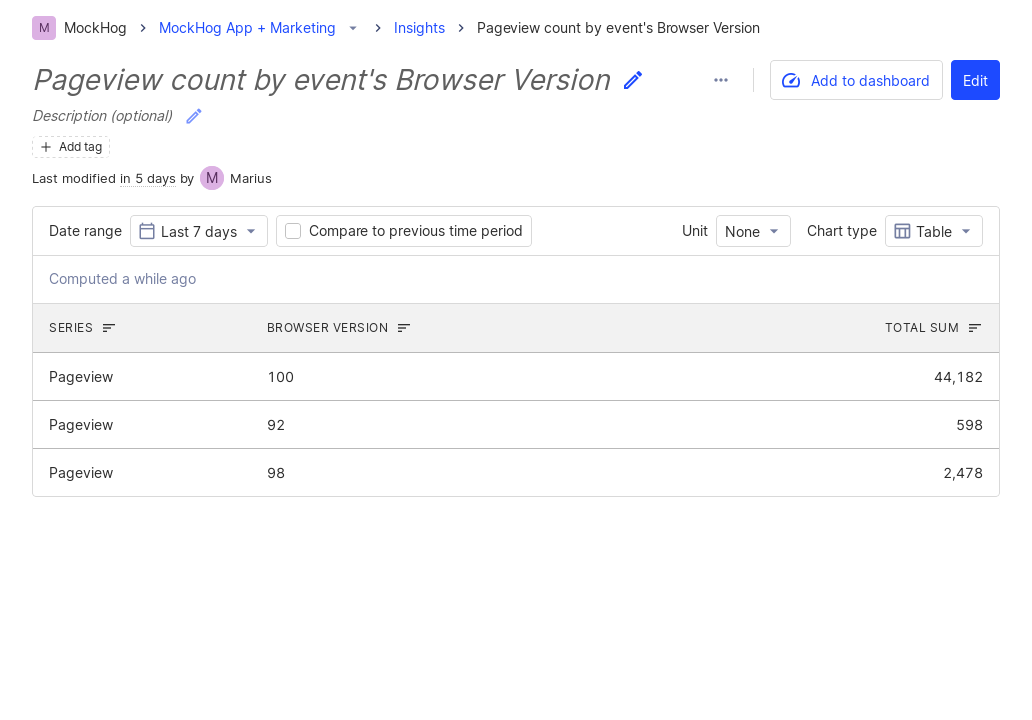 M MockHog MockHog App + Marketing Insights Pageview count by event's Browser Version
Pageview count by event's Browser Version
Add to dashboard Edit
Description (optional)
Add tag
Last modified in 5 days by M Marius
Date range Last 7 days Compare to previous time period Unit None Chart type Table
Computed a while ago
SERIES BROWSER VERSION TOTAL SUM
Pageview 100 44,182
Pageview 92 598
Pageview 98 2,478